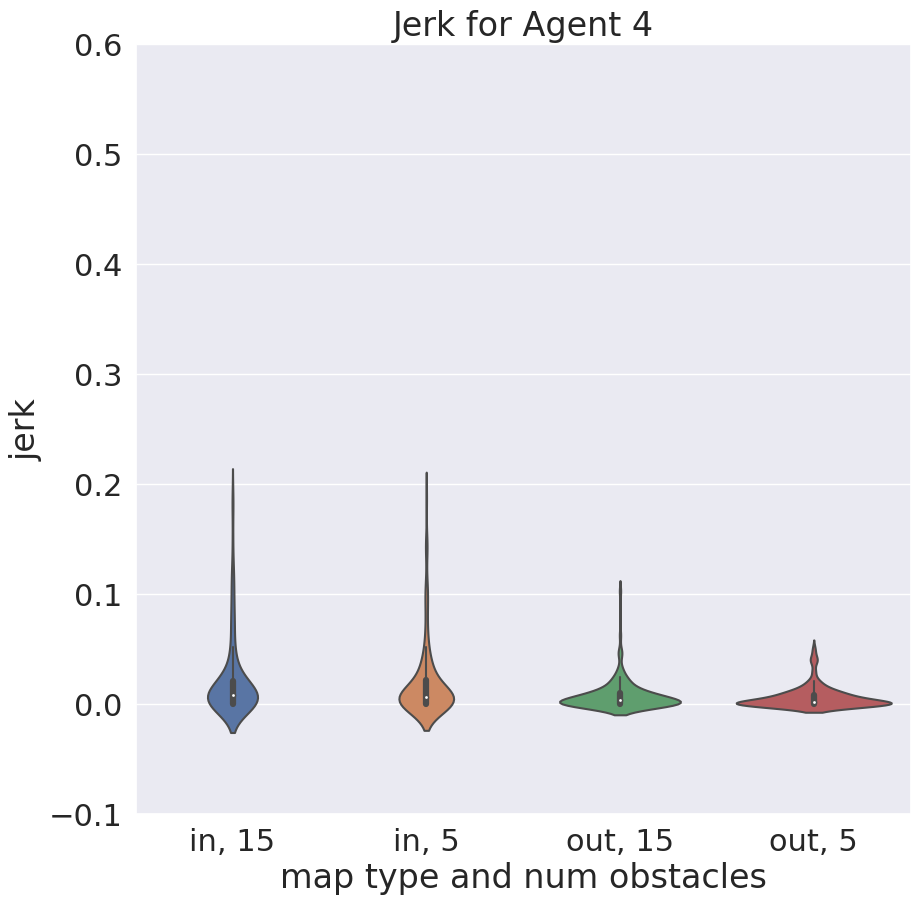 Jerk for Agent 4
0.6
0.5
0.4
0.3
0.2
0.1
0.0
−0.1
jerk
in, 15
in, 5
out, 15
out, 5
map type and num obstacles